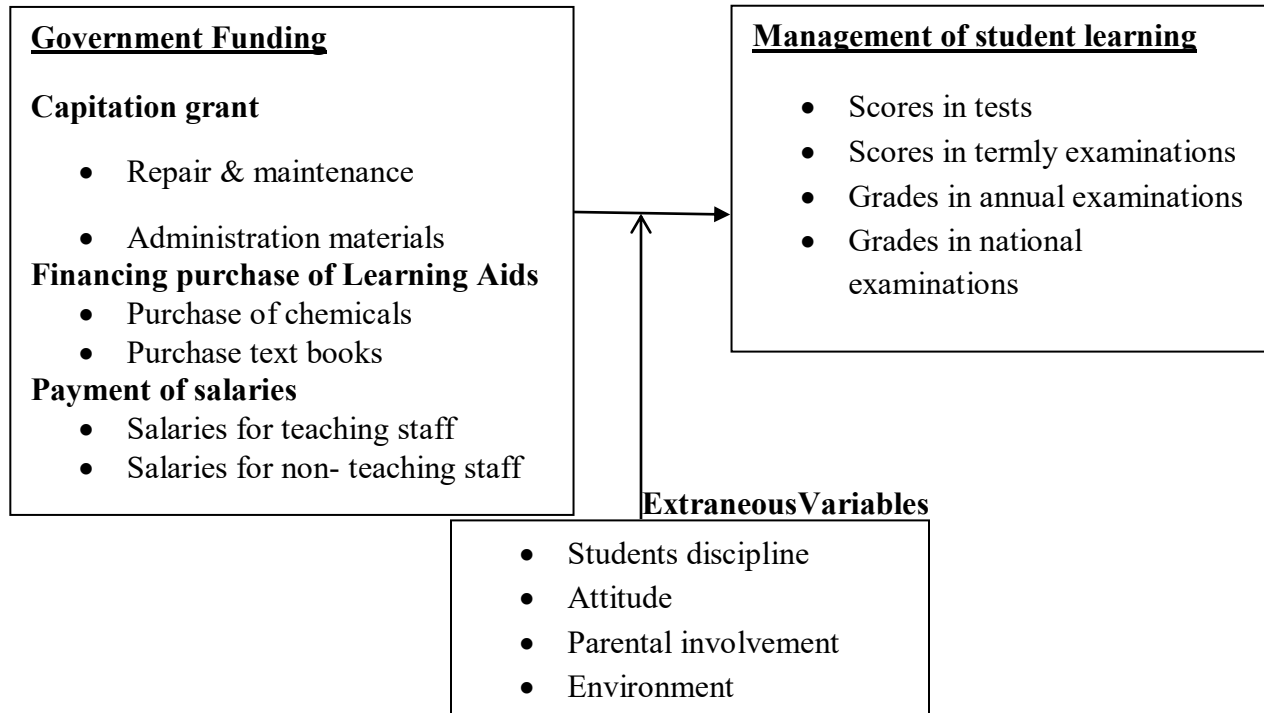 Government Funding
Capitation grant
• Repair & maintenance
• Administration materials
Financing purchase of Learning Aids
• Purchase of chemicals
• Purchase text books
Payment of salaries
• Salaries for teaching staff
• Salaries for non- teaching staff
Management of student learning
• Scores in tests
• Scores in termly examinations
• Grades in annual examinations
• Grades in national
examinations
ExtraneousVariables
• Students discipline
• Attitude
• Parental involvement
• Environment